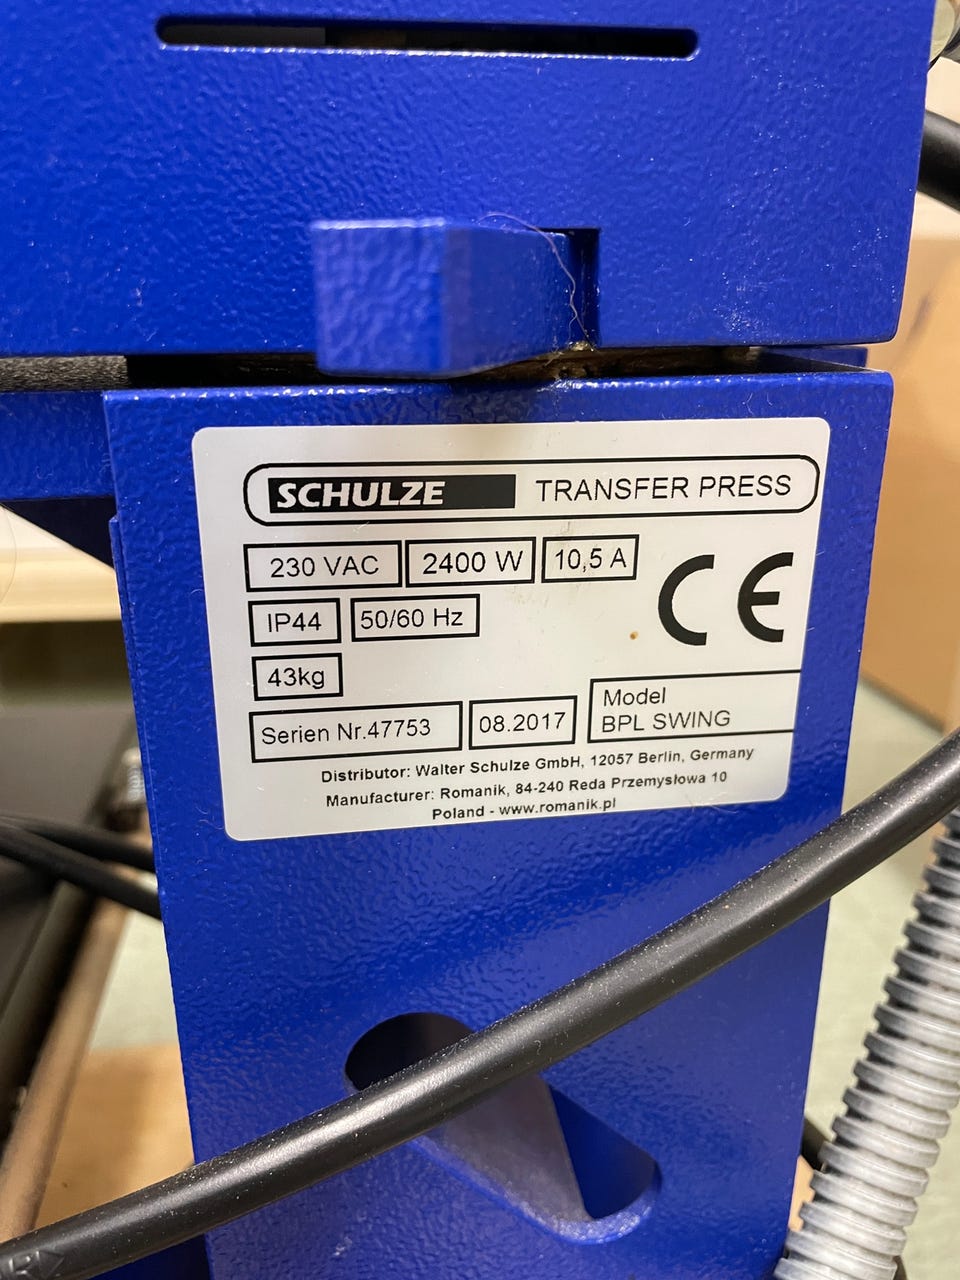 SCHULZE TRANSFER PRESS
230 VAC 2400 W 10,5 A
CE
IP44 50/60 Hz
43kg
Serien Nr.47753 08.2017 Model
BPL SWING
Distributor: Walter Schulze GmbH, 12057 Berlin, Germany
Manufacturer: Romanik, 84-240 Reda Przemysłowa 10
Poland - www.romanik.pl